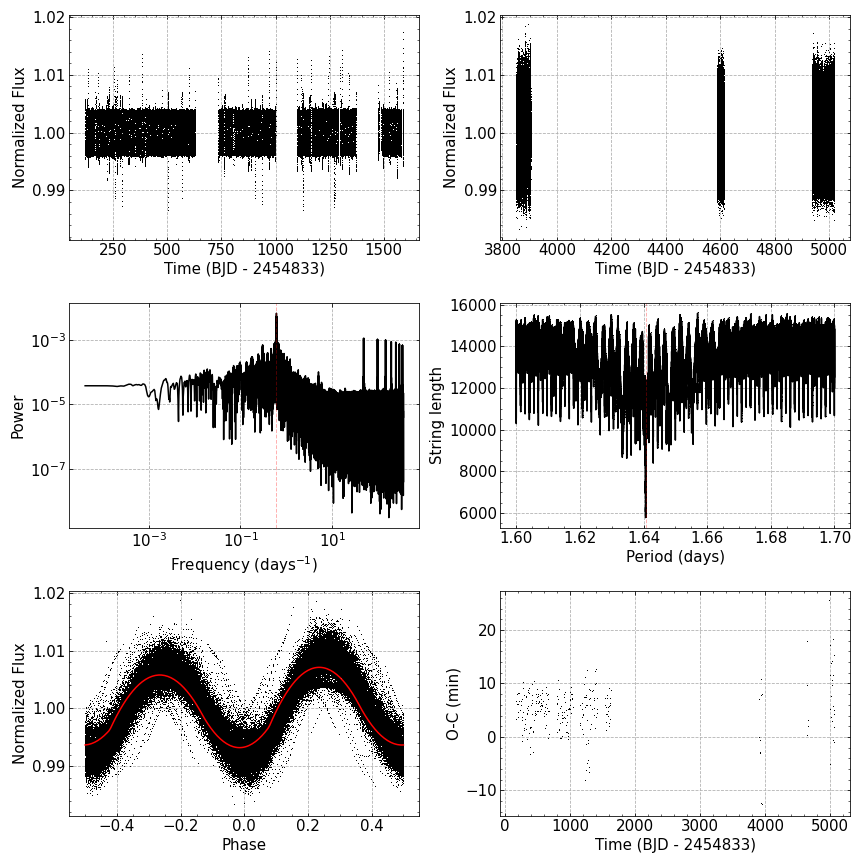 1.02
1.01
1.00
0.99
Normalized Flux
250 500 750 1000 1250 1500
Time (BJD - 2454833)
1.02
1.01
1.00
0.99
Normalized Flux
3800 4000 4200 4400 4600 4800 5000
Time (BJD - 2454833)
10⁻³
10⁻⁵
10⁻⁷
Power
10⁻³ 10⁻¹ 10¹
Frequency (days⁻¹)
16000
14000
12000
10000
8000
6000
String length
1.60 1.62 1.64 1.66 1.68 1.70
Period (days)
1.02
1.01
1.00
0.99
Normalized Flux
−0.4 −0.2 0.0 0.2 0.4
Phase
20
10
0
−10
O-C (min)
0 1000 2000 3000 4000 5000
Time (BJD - 2454833)